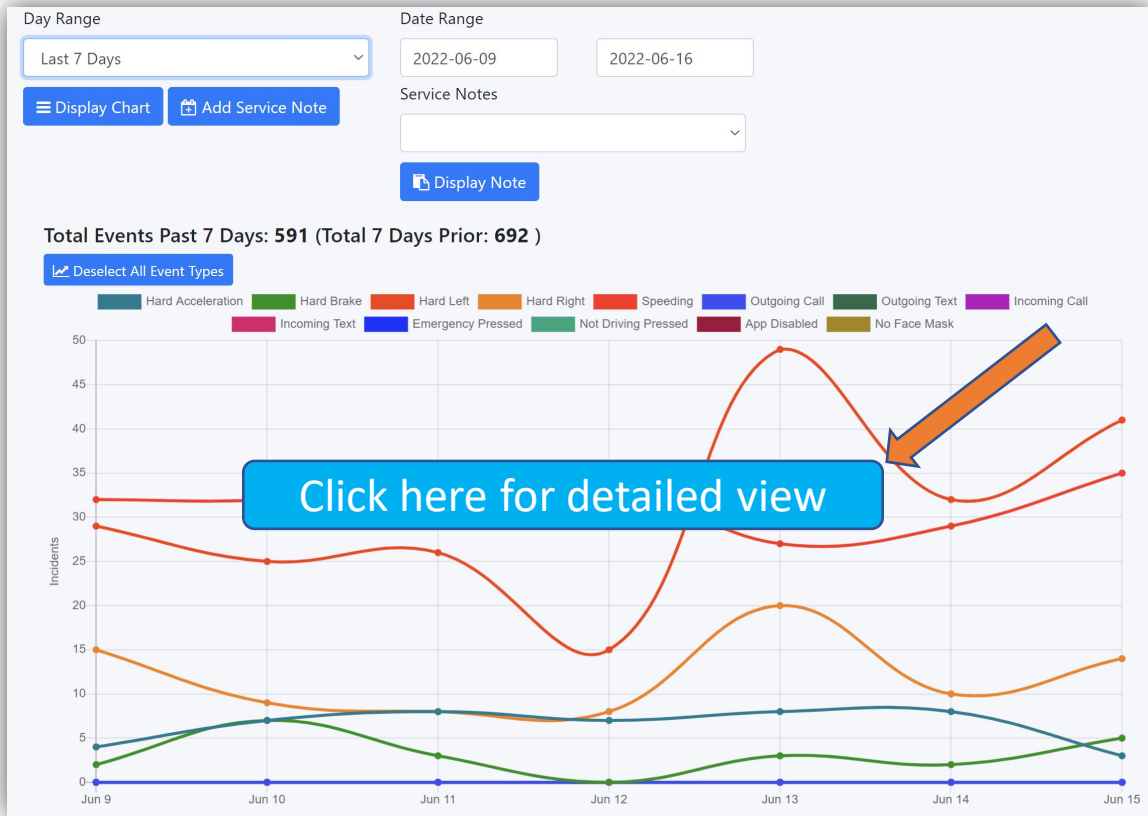 Day Range Date Range
Last 7 Days 2022-06-09 2022-06-16
Display Chart Add Service Note Service Notes
Display Note
Total Events Past 7 Days: 591 (Total 7 Days Prior: 692 )
Deselect All Event Types
Hard Acceleration Hard Brake Hard Left Hard Right Speeding Outgoing Call Outgoing Text Incoming Call
Incoming Text Emergency Pressed Not Driving Pressed App Disabled No Face Mask
50
45
40
35
Click here for detailed view
30
25
Incidents
20
15
10
5
0
Jun 9 Jun 10 Jun 11 Jun 12 Jun 13 Jun 14 Jun 15